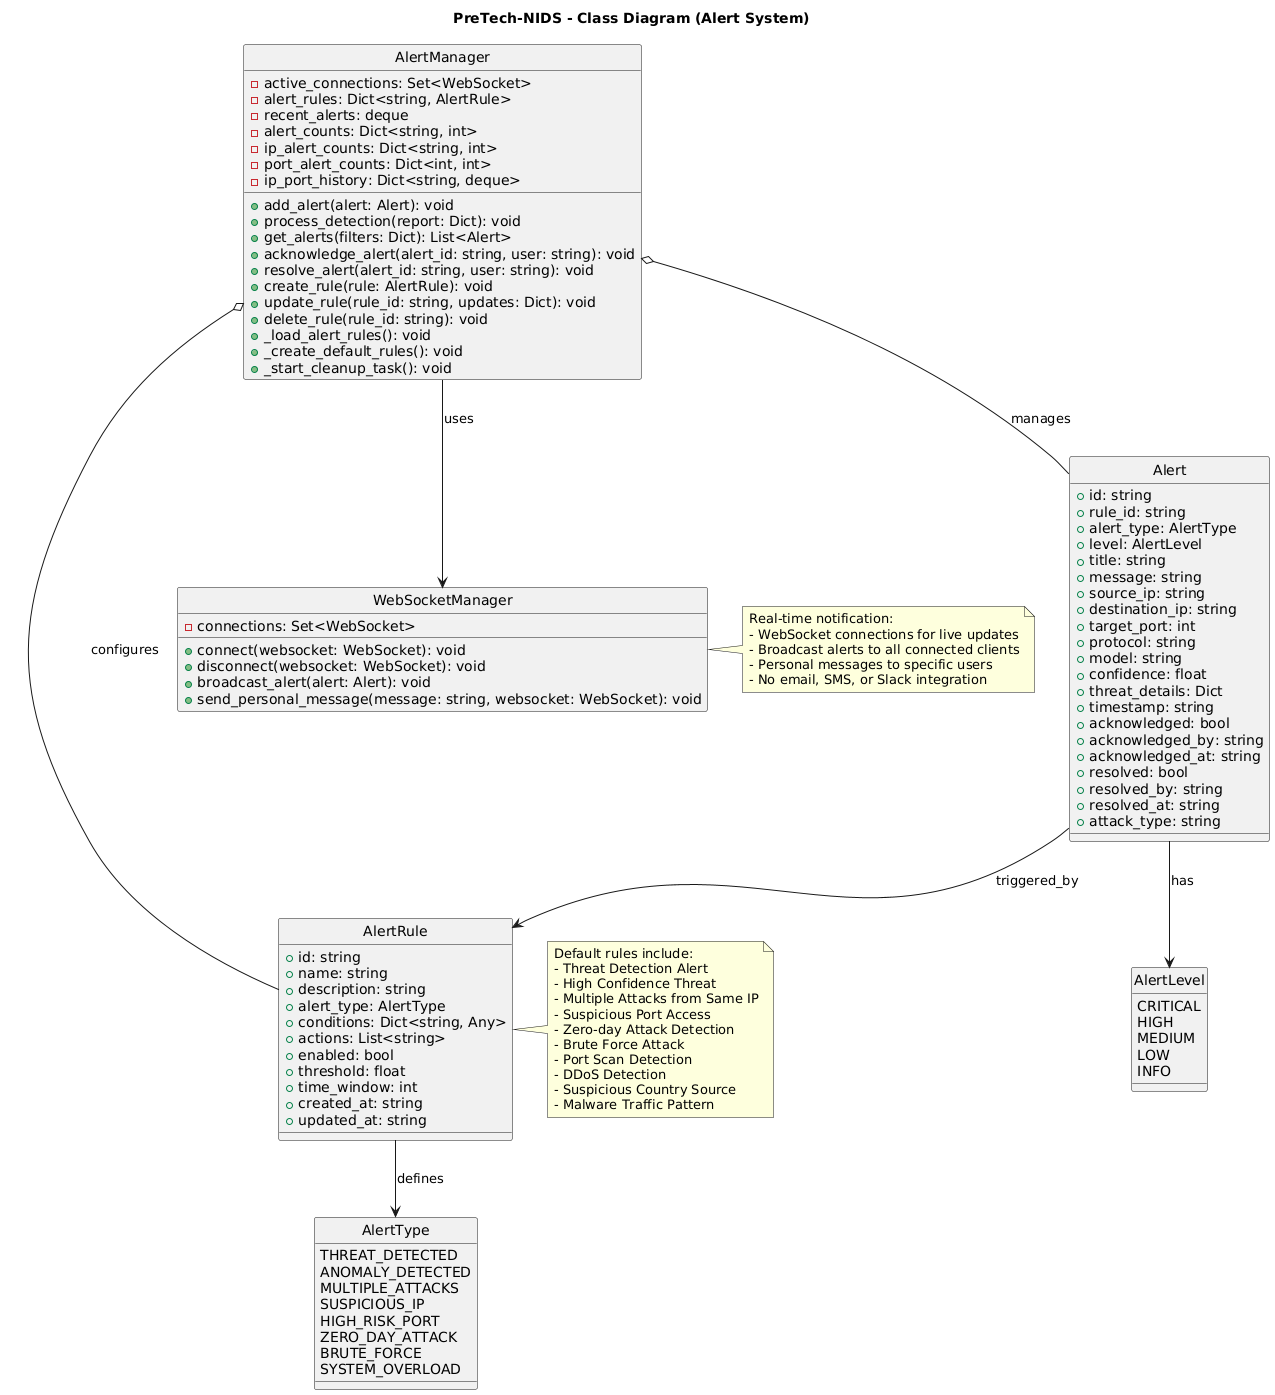 PreTech-NIDS - Class Diagram (Alert System)
AlertManager
active_connections: Set<WebSocket>
alert_rules: Dict<string, AlertRule>
recent_alerts: deque
alert_counts: Dict<string, int>
ip_alert_counts: Dict<string, int>
port_alert_counts: Dict<int, int>
ip_port_history: Dict<string, deque>
add_alert(alert: Alert): void
process_detection(report: Dict): void
get_alerts(filters: Dict): List<Alert>
acknowledge_alert(alert_id: string, user: string): void
resolve_alert(alert_id: string, user: string): void
create_rule(rule: AlertRule): void
update_rule(rule_id: string, updates: Dict): void
delete_rule(rule_id: string): void
_load_alert_rules(): void
_create_default_rules(): void
_start_cleanup_task(): void
uses
manages
configures
WebSocketManager
connections: Set<WebSocket>
connect(websocket: WebSocket): void
disconnect(websocket: WebSocket): void
broadcast_alert(alert: Alert): void
send_personal_message(message: string, websocket: WebSocket): void
Real-time notification:
- WebSocket connections for live updates
- Broadcast alerts to all connected clients
- Personal messages to specific users
- No email, SMS, or Slack integration
Alert
id: string
rule_id: string
alert_type: AlertType
level: AlertLevel
title: string
message: string
source_ip: string
destination_ip: string
target_port: int
protocol: string
model: string
confidence: float
threat_details: Dict
timestamp: string
acknowledged: bool
acknowledged_by: string
acknowledged_at: string
resolved: bool
resolved_by: string
resolved_at: string
attack_type: string
triggered_by
has
AlertRule
id: string
name: string
description: string
alert_type: AlertType
conditions: Dict<string, Any>
actions: List<string>
enabled: bool
threshold: float
time_window: int
created_at: string
updated_at: string
Default rules include:
- Threat Detection Alert
- High Confidence Threat
- Multiple Attacks from Same IP
- Suspicious Port Access
- Zero-day Attack Detection
- Brute Force Attack
- Port Scan Detection
- DDoS Detection
- Suspicious Country Source
- Malware Traffic Pattern
AlertLevel
CRITICAL
HIGH
MEDIUM
LOW
INFO
defines
AlertType
THREAT_DETECTED
ANOMALY_DETECTED
MULTIPLE_ATTACKS
SUSPICIOUS_IP
HIGH_RISK_PORT
ZERO_DAY_ATTACK
BRUTE_FORCE
SYSTEM_OVERLOAD